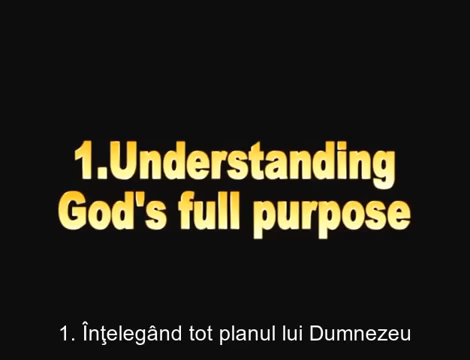 1.Understanding
God's full purpose
1. Înţelegând tot planul lui Dumnezeu